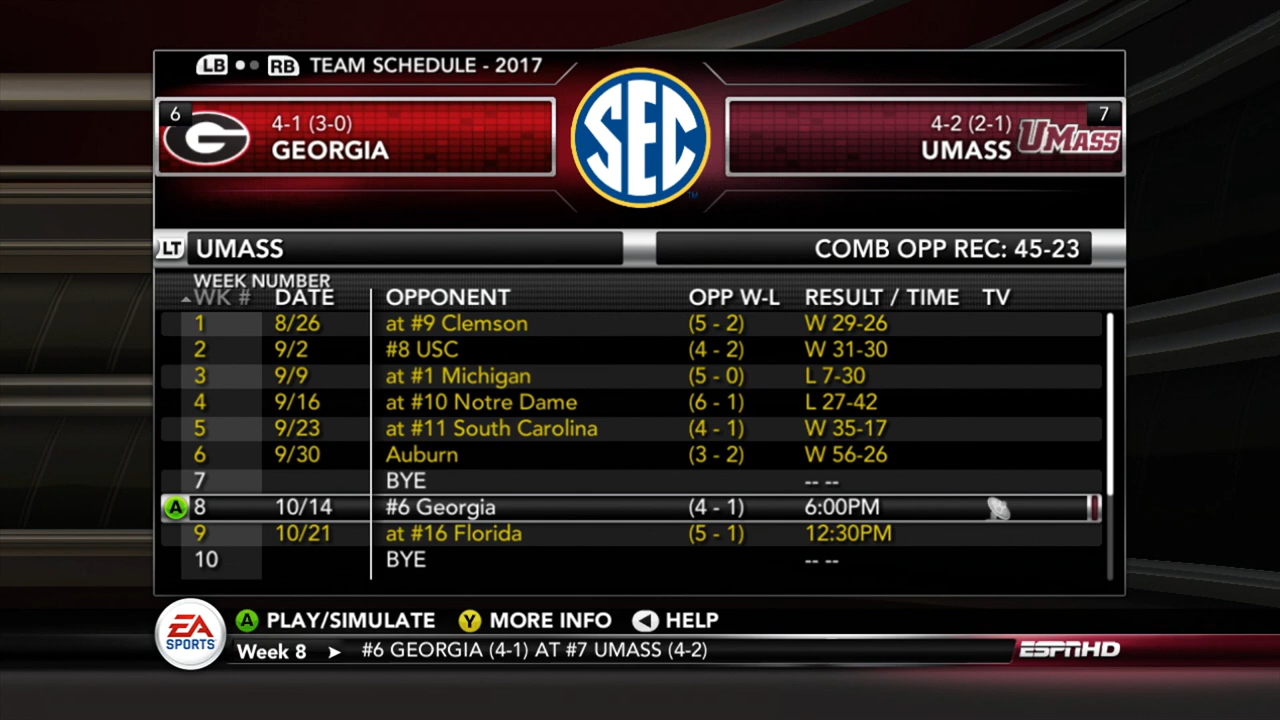 LB RB TEAM SCHEDULE - 2017
6 G 4-1 (3-0) GEORGIA
SEC TM
4-2 (2-1) UMASS UMASS 7
LT UMASS COMB OPP REC: 45-23
WEEK NUMBER
WK # DATE OPPONENT OPP W-L RESULT / TIME TV
1 8/26 at #9 Clemson (5 - 2) W 29-26
2 9/2 #8 USC (4 - 2) W 31-30
3 9/9 at #1 Michigan (5 - 0) L 7-30
4 9/16 at #10 Notre Dame (6 - 1) L 27-42
5 9/23 at #11 South Carolina (4 - 1) W 35-17
6 9/30 Auburn (3 - 2) W 56-26
7 BYE -- --
A 8 10/14 #6 Georgia (4 - 1) 6:00PM
9 10/21 at #16 Florida (5 - 1) 12:30PM
10 BYE -- --
A PLAY/SIMULATE Y MORE INFO HELP
EA SPORTS
Week 8 #6 GEORGIA (4-1) AT #7 UMASS (4-2) ESPNHD